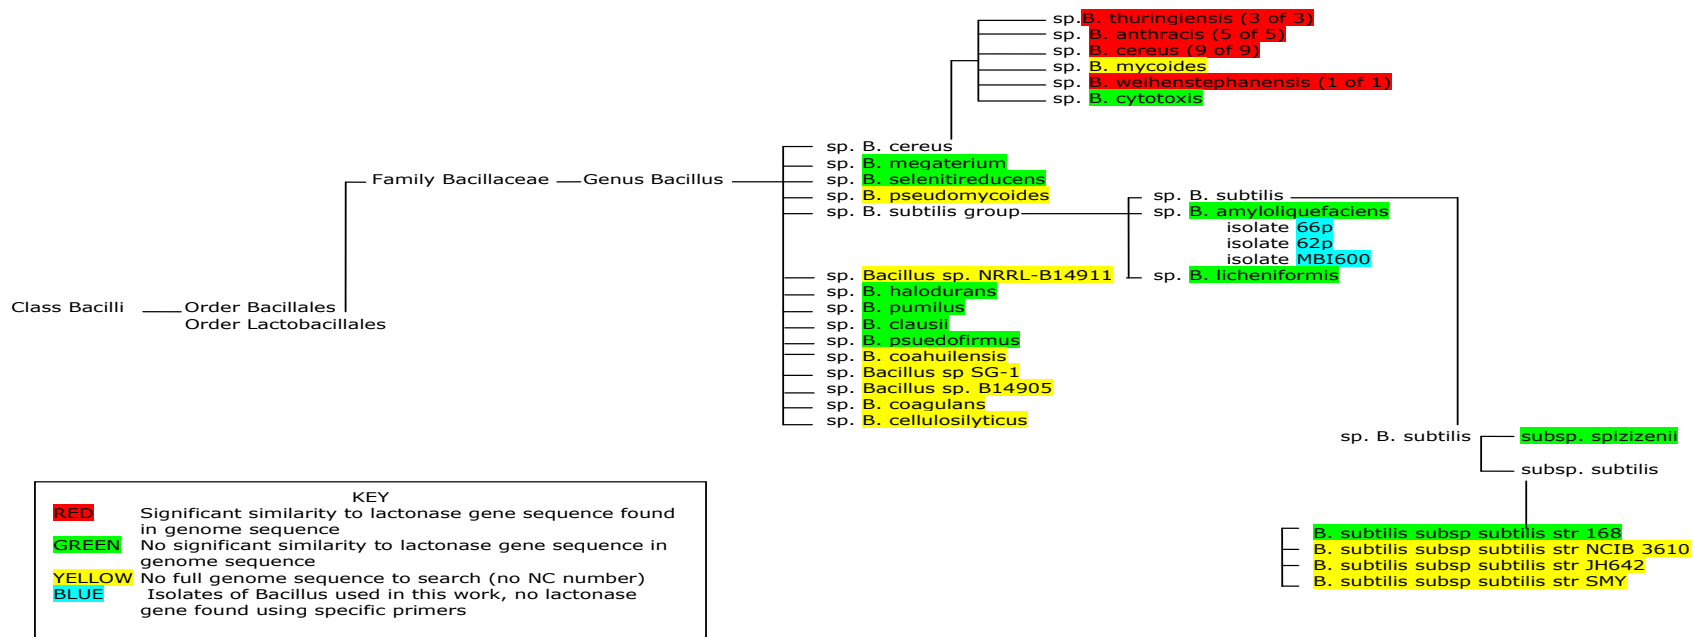 sp. B. thuringiensis (3 of 3)
sp. B. anthracis (5 of 5)
sp. B. cereus (9 of 9)
sp. B. mycoides
sp. B. weihenstephanensis (1 of 1)
sp. B. cytotoxis
sp. B. cereus
sp. B. megaterium
Family Bacillaceae
Genus Bacillus
sp. B. selenitireducens
sp. B. pseudomycoides
sp. B. subtilis group
sp. B. subtilis
sp. B. amyloliquefaciens
isolate 66p
isolate 62p
isolate MBI600
sp. B. licheniformis
sp. Bacillus sp. NRRL-B14911
sp. B. halodurans
sp. B. pumilus
sp. B. clausii
sp. B. psuedofirmus
sp. B. coahuilensis
sp. Bacillus sp SG-1
sp. Bacillus sp. B14905
sp. B. coagulans
sp. B. cellulosilyticus
Class Bacilli
Order Bacillales
Order Lactobacillales
sp. B. subtilis
subsp. spizizenii
subsp. subtilis
B. subtilis subsp subtilis str 168
B. subtilis subsp subtilis str NCIB 3610
B. subtilis subsp subtilis str JH642
B. subtilis subsp subtilis str SMY
KEY
RED Significant similarity to lactonase gene sequence found
in genome sequence
GREEN No significant similarity to lactonase gene sequence in
genome sequence
YELLOW No full genome sequence to search (no NC number)
BLUE Isolates of Bacillus used in this work, no lactonase
gene found using specific primers